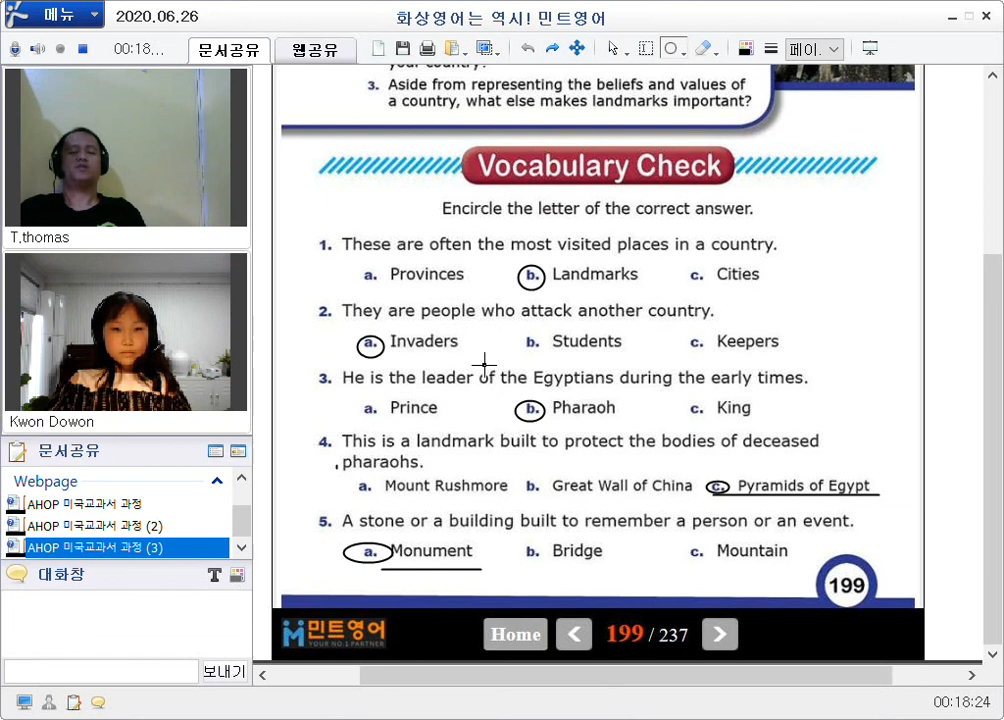 메뉴
2020.06.26
화상영어는 역시! 민트영어
00:18...
문서공유
웹공유
페이.
T.thomas
Kwon Dowon
문서공유
Webpage
AHOP 미국교과서 과정
AHOP 미국교과서 과정 (2)
AHOP 미국교과서 과정 (3)
대화창
T
보내기
your country?
3. Aside from representing the beliefs and values of
a country, what else makes landmarks important?
Vocabulary Check
Encircle the letter of the correct answer.
1. These are often the most visited places in a country.
a. Provinces b. Landmarks c. Cities
2. They are people who attack another country.
a. Invaders b. Students c. Keepers
3. He is the leader of the Egyptians during the early times.
a. Prince b. Pharaoh c. King
4. This is a landmark built to protect the bodies of deceased
pharaohs.
a. Mount Rushmore b. Great Wall of China c. Pyramids of Egypt
5. A stone or a building built to remember a person or an event.
a. Monument b. Bridge c. Mountain
199
민트영어
YOUR NO.1 PARTNER
Home < 199 / 237 >
00:18:24